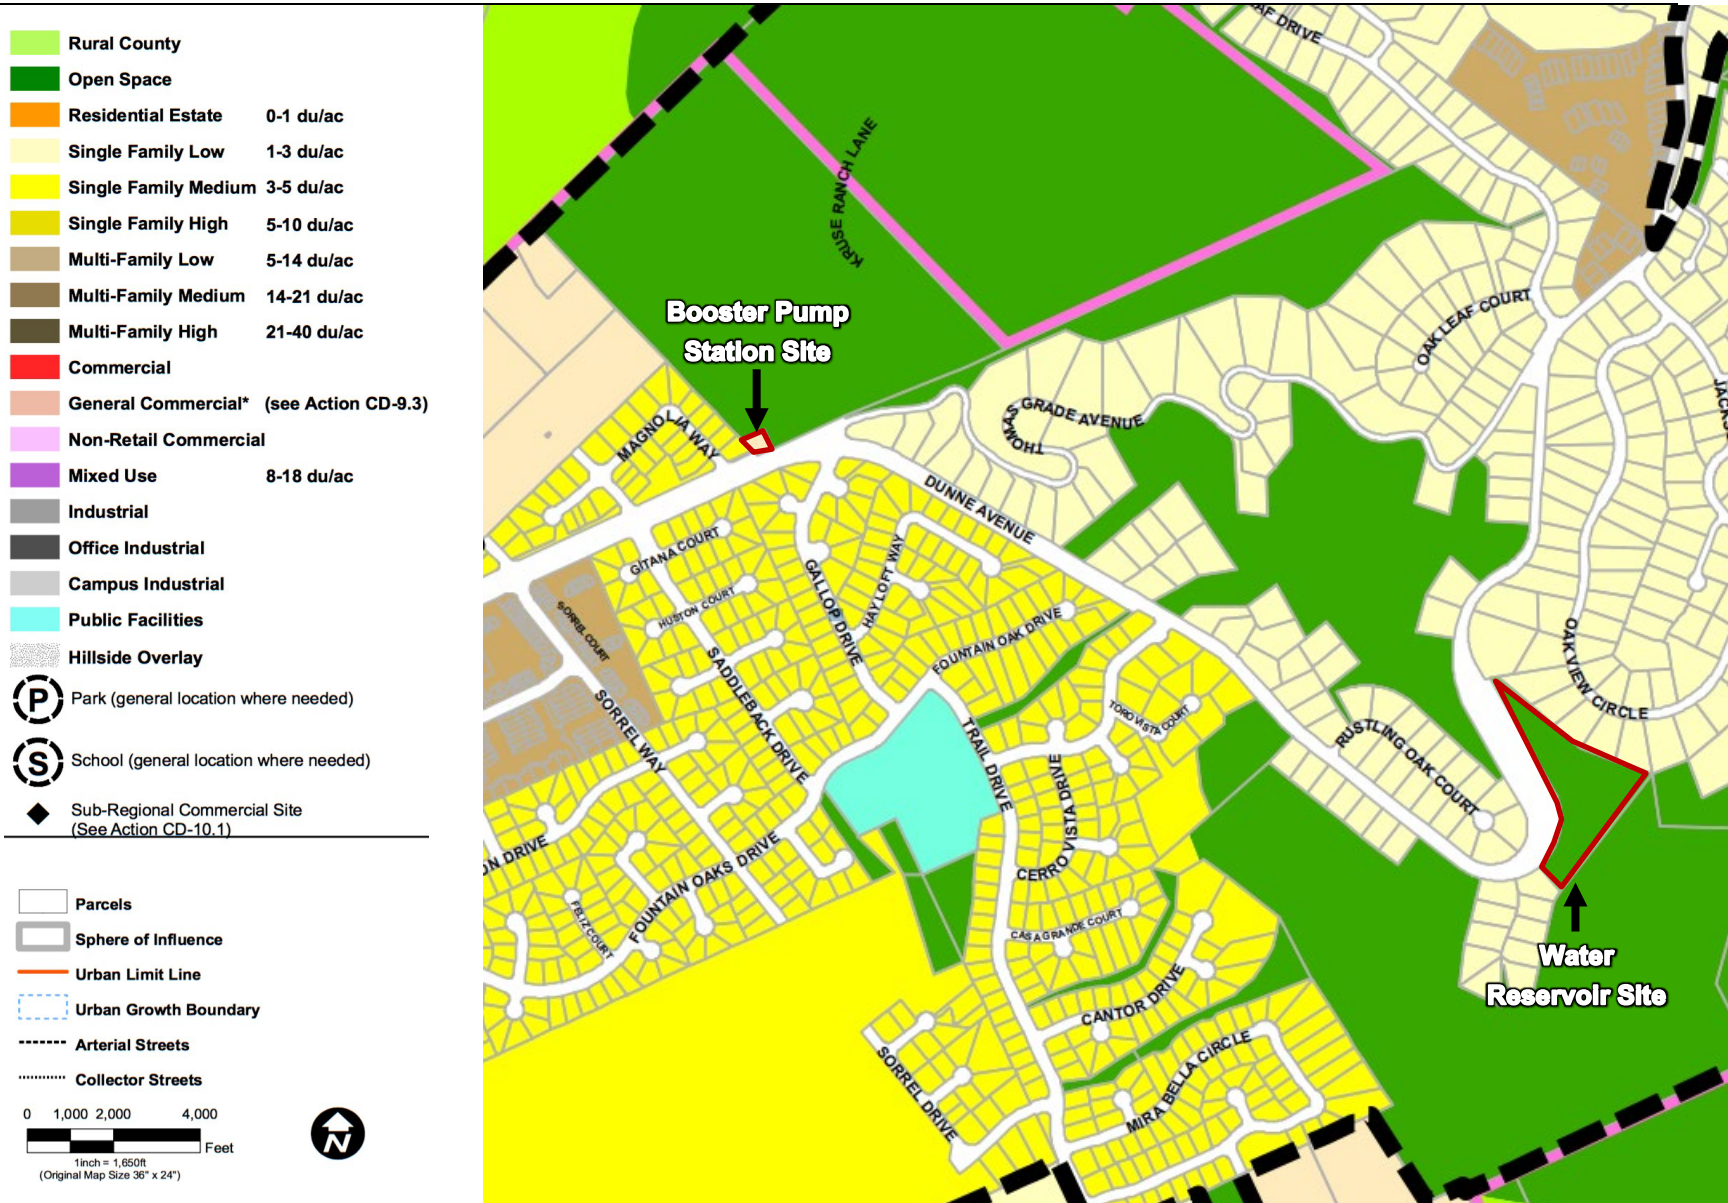 Rural County
Open Space
Residential Estate 0-1 du/ac
Single Family Low 1-3 du/ac
Single Family Medium 3-5 du/ac
Single Family High 5-10 du/ac
Multi-Family Low 5-14 du/ac
Multi-Family Medium 14-21 du/ac
Multi-Family High 21-40 du/ac
Commercial
General Commercial* (see Action CD-9.3)
Non-Retail Commercial
Mixed Use 8-18 du/ac
Industrial
Office Industrial
Campus Industrial
Public Facilities
Hillside Overlay
P Park (general location where needed)
S School (general location where needed)
Sub-Regional Commercial Site
(See Action CD-10.1)
Parcels
Sphere of Influence
Urban Limit Line
Urban Growth Boundary
Arterial Streets
Collector Streets
0 1,000 2,000 4,000
Feet
1inch = 1,650ft
(Original Map Size 36" x 24")
N
DRIVE
KRUSE RANCH LANE
Booster Pump
Station Site
OAK LEAF COURT
MAGNOLIA WAY
THOMAS GRADE AVENUE
DUNNE AVENUE
GITANA COURT
HUSTON COURT
GALLOP DRIVE
HAY LOFT WAY
SORREL COURT
FOUNTAIN OAK DRIVE
SADDLEBACK DRIVE
SORREL WAY
TRAIL DRIVE
TORO VISTA COURT
OAK VIEW CIRCLE
RUSTLING OAK COURT
CERRO VISTA DRIVE
ON DRIVE
FOUNTAIN OAKS DRIVE
FELIZ COURT
CASA GRANDE COURT
Water
Reservoir Site
CANTOR DRIVE
SORREL DRIVE
MIRA BELLA CIRCLE